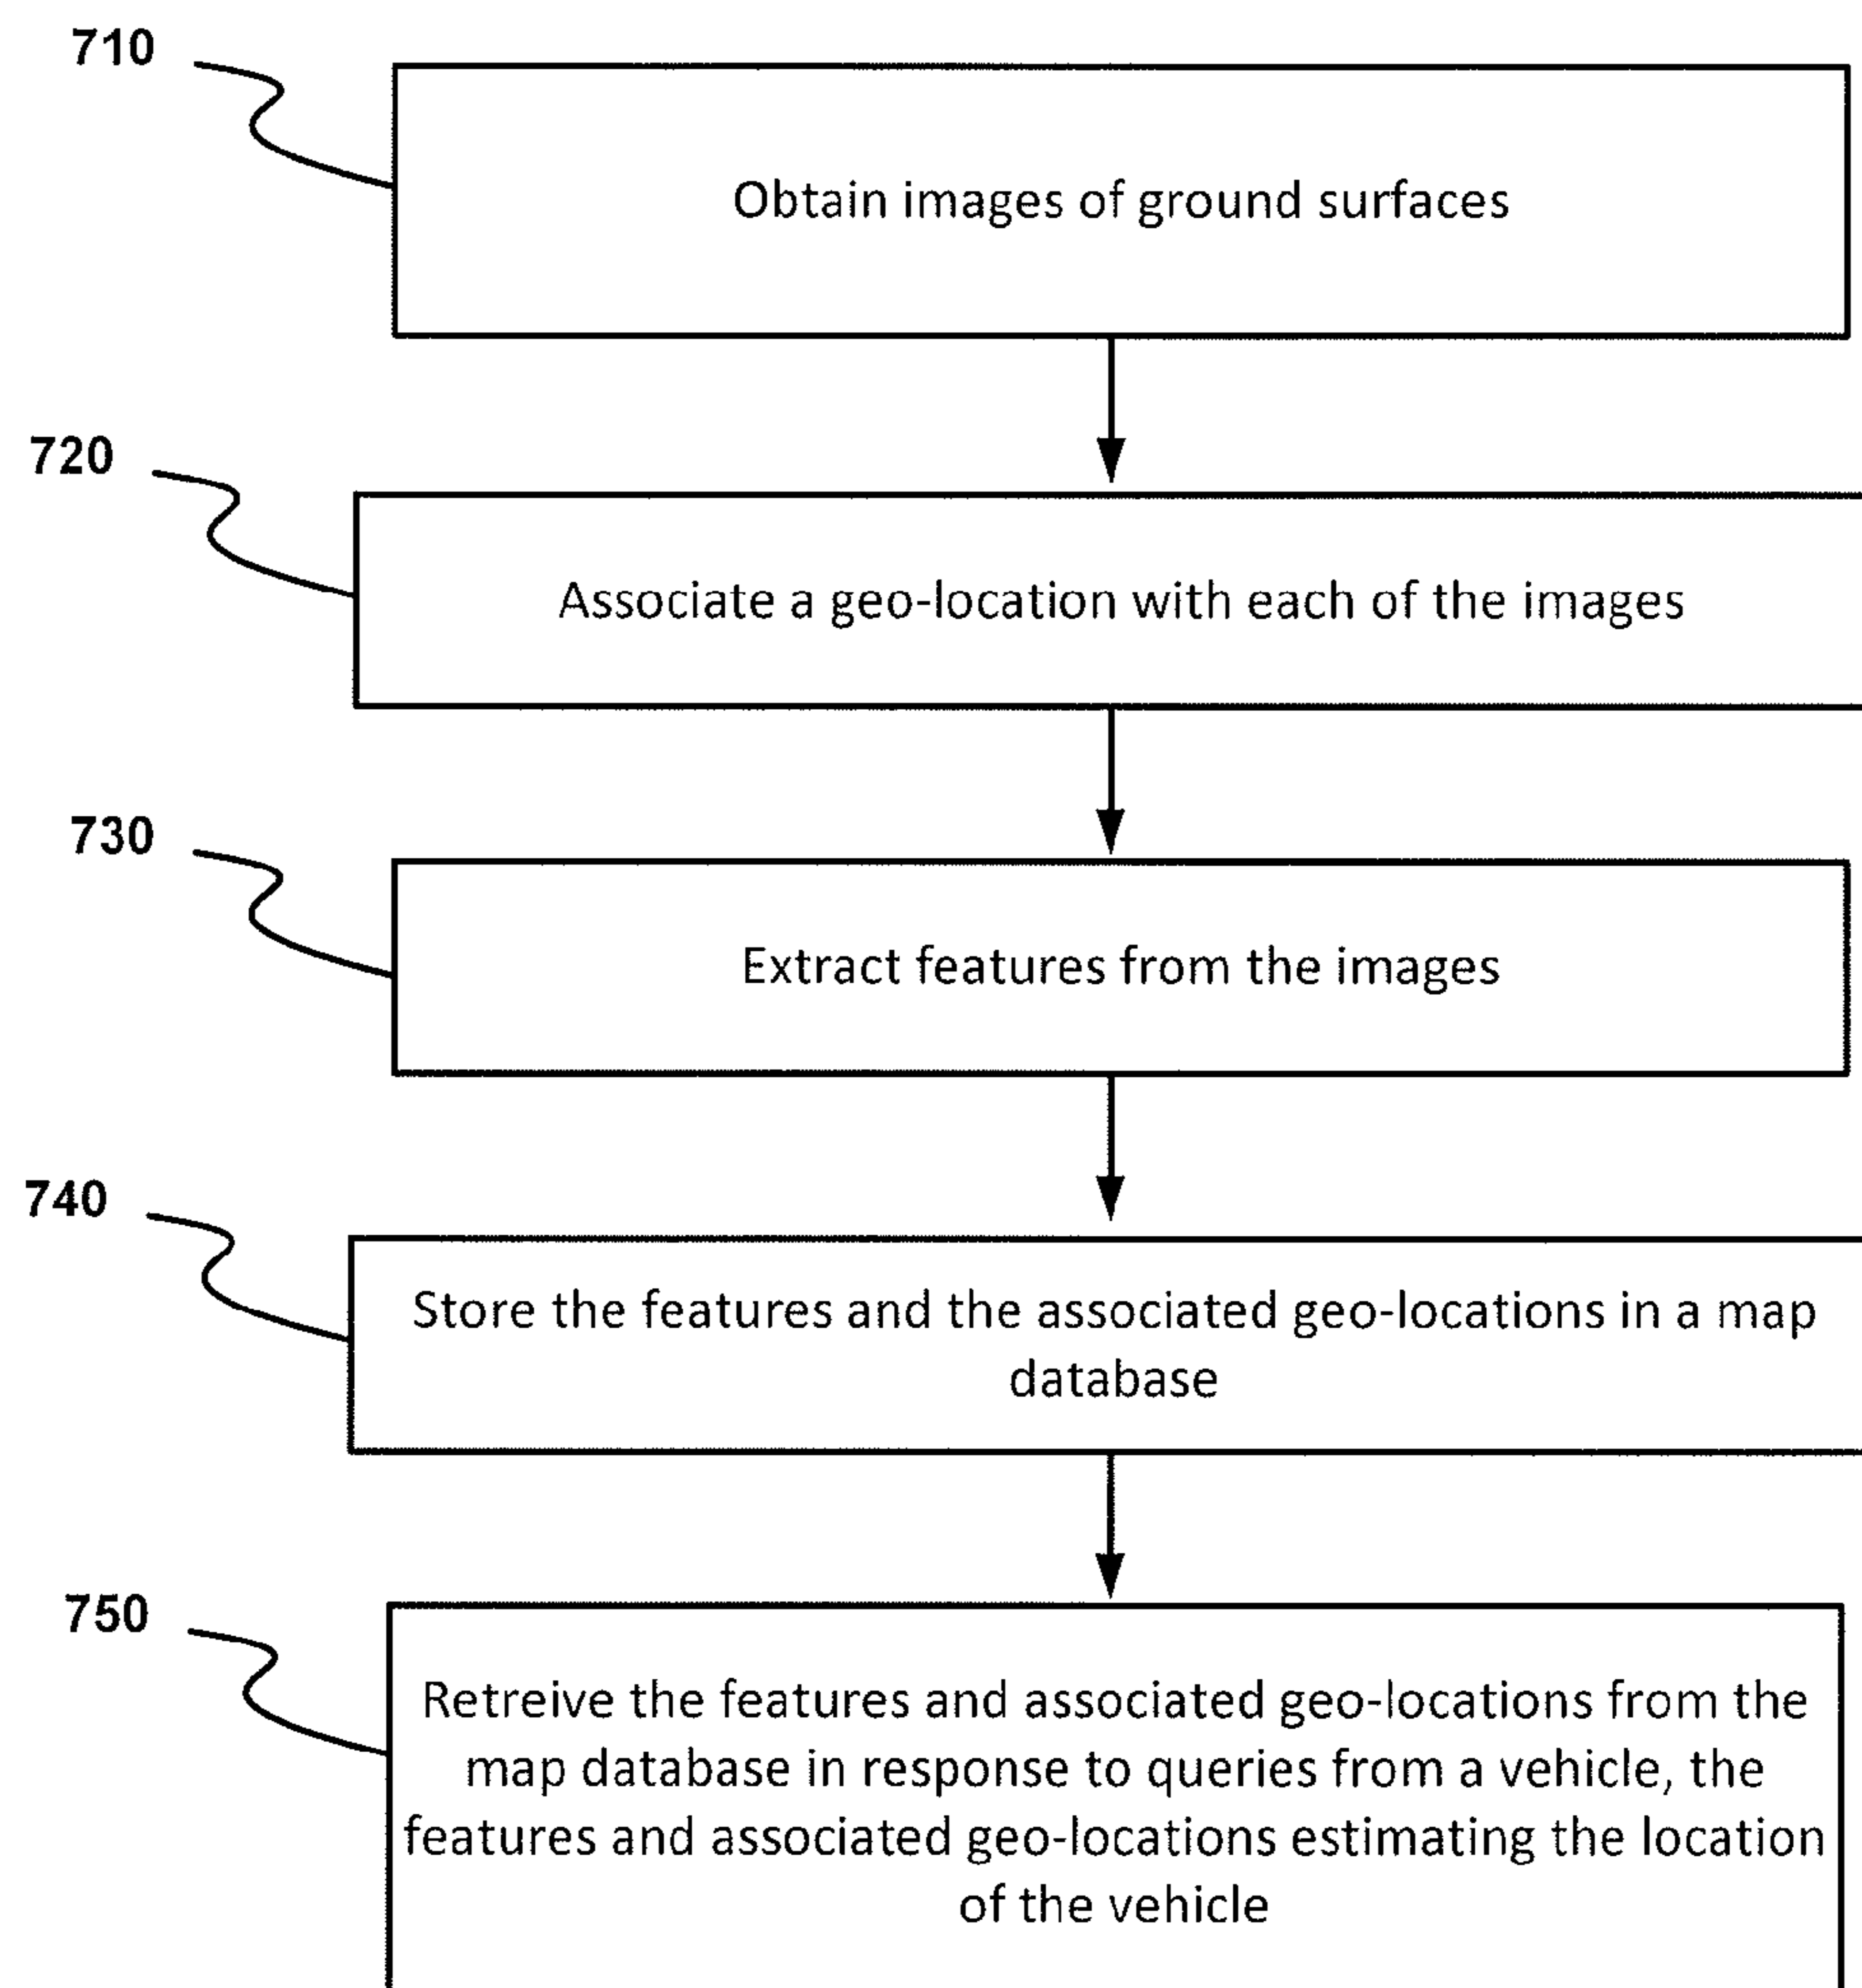 710
Obtain images of ground surfaces
720
Associate a geo-location with each of the images
730
Extract features from the images
740
Store the features and the associated geo-locations in a map
database
750
Retreive the features and associated geo-locations from the
map database in response to queries from a vehicle, the
features and associated geo-locations estimating the location
of the vehicle